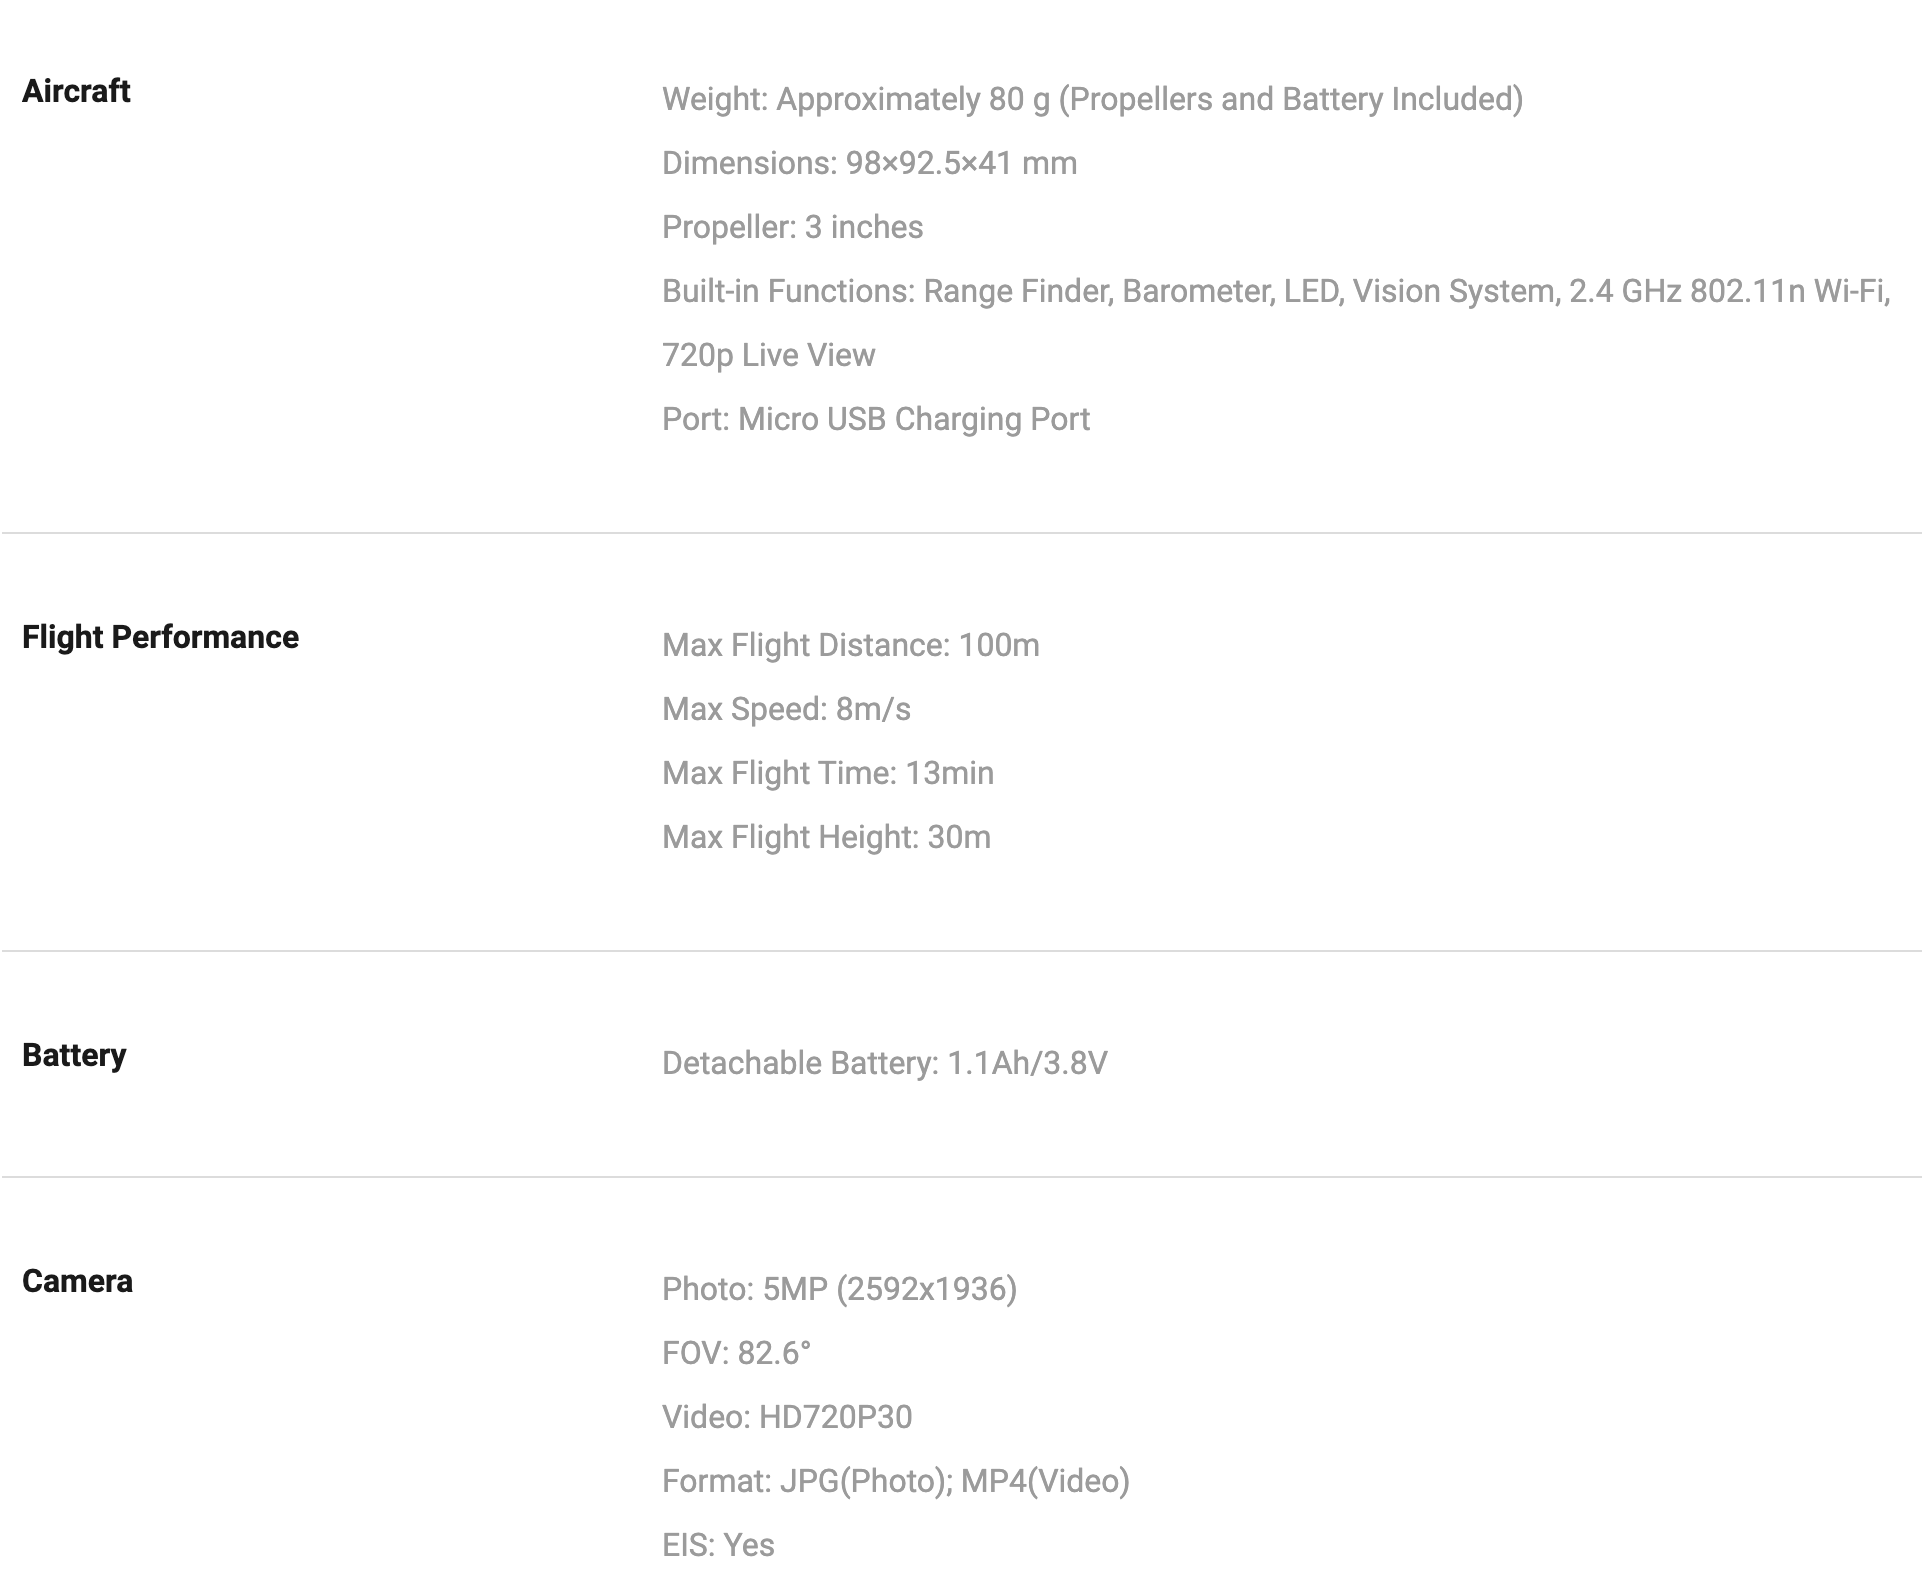 Aircraft
Weight: Approximately 80 g (Propellers and Battery Included)
Dimensions: 98×92.5×41 mm
Propeller: 3 inches
Built-in Functions: Range Finder, Barometer, LED, Vision System, 2.4 GHz 802.11n Wi-Fi,
720p Live View
Port: Micro USB Charging Port
Flight Performance
Max Flight Distance: 100m
Max Speed: 8m/s
Max Flight Time: 13min
Max Flight Height: 30m
Battery
Detachable Battery: 1.1Ah/3.8V
Camera
Photo: 5MP (2592x1936)
FOV: 82.6°
Video: HD720P30
Format: JPG(Photo); MP4(Video)
EIS: Yes